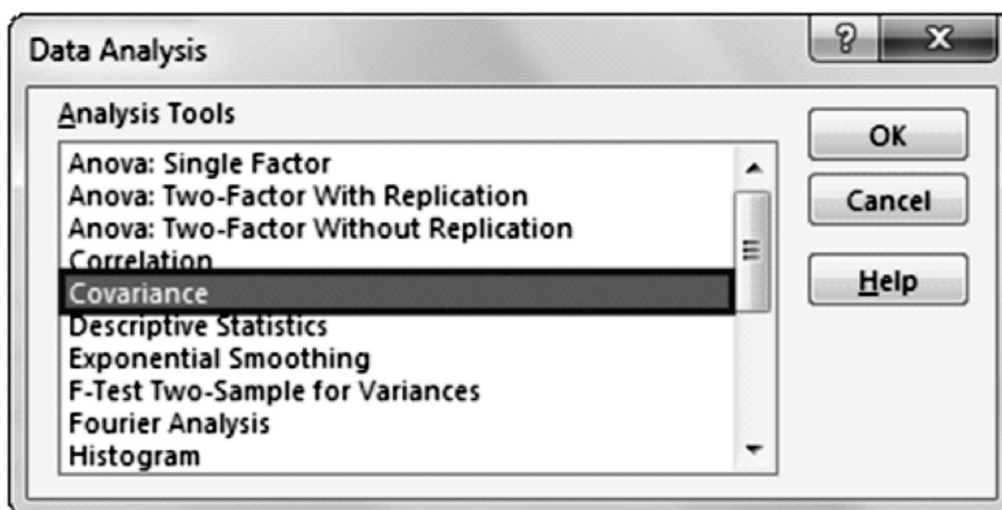 Data Analysis
?
X
Analysis Tools
Anova: Single Factor
Anova: Two-Factor With Replication
Anova: Two-Factor Without Replication
Correlation
Covariance
Descriptive Statistics
Exponential Smoothing
F-Test Two-Sample for Variances
Fourier Analysis
Histogram
OK
Cancel
Help